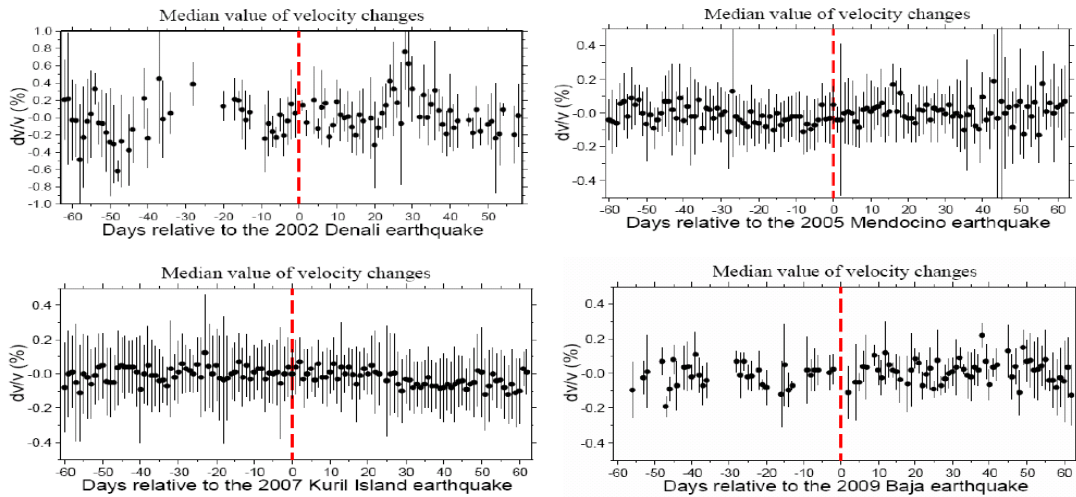 Median value of velocity changes
dv/v (%)
1.0
0.8
0.6
0.4
0.2
-0.0
-0.2
-0.4
-0.6
-0.8
-1.0
-60 -50 -40 -30 -20 -10 0 10 20 30 40 50
Days relative to the 2002 Denali earthquake
Median value of velocity changes
dv/v (%)
0.4
0.2
-0.0
-0.2
-0.4
-60 -50 -40 -30 -20 -10 0 10 20 30 40 50 60
Days relative to the 2005 Mendocino earthquake
Median value of velocity changes
dv/v (%)
0.4
0.2
-0.0
-0.2
-0.4
-60 -50 -40 -30 -20 -10 0 10 20 30 40 50 60
Days relative to the 2007 Kuril Island earthquake
Median value of velocity changes
dv/v (%)
0.4
0.2
-0.0
-0.2
-0.4
-60 -50 -40 -30 -20 -10 0 10 20 30 40 50 60
Days relative to the 2009 Baja earthquake